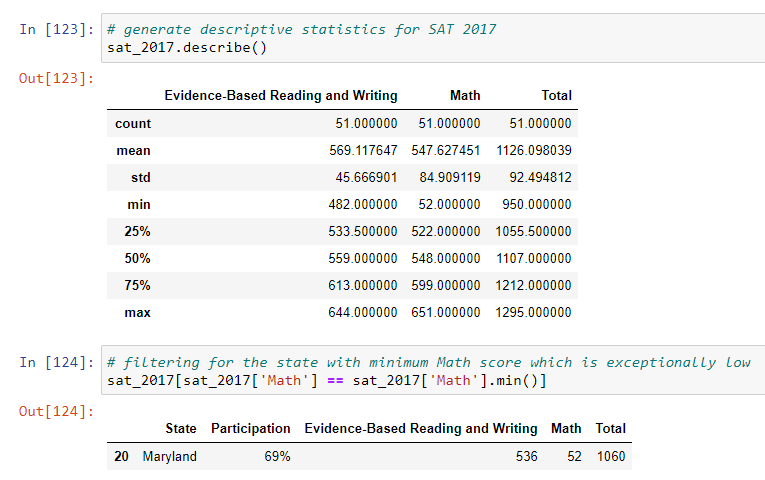 In [123]: # generate descriptive statistics for SAT 2017
sat_2017.describe()
Out[123]:
Evidence-Based Reading and Writing Math Total
count 51.000000 51.000000 51.000000
mean 569.117647 547.627451 1126.098039
std 45.666901 84.909119 92.494812
min 482.000000 52.000000 950.000000
25% 533.500000 522.000000 1055.500000
50% 559.000000 548.000000 1107.000000
75% 613.000000 599.000000 1212.000000
max 644.000000 651.000000 1295.000000
In [124]: # filtering for the state with minimum Math score which is exceptionally low
sat_2017[sat_2017['Math'] == sat_2017['Math'].min()]
Out[124]:
State Participation Evidence-Based Reading and Writing Math Total
20 Maryland 69% 536 52 1060